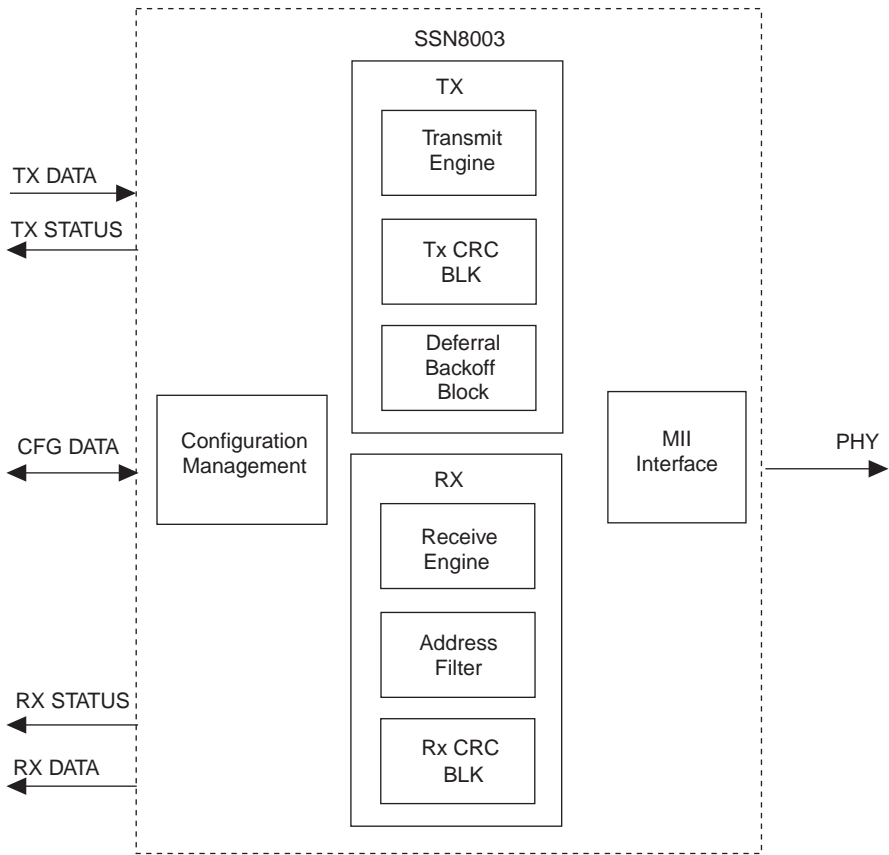 SSN8003
TX
Transmit
Engine
TX DATA
TX STATUS
Tx CRC
BLK
Deferral
Backoff
Block
CFG DATA
Configuration
Management
MII
Interface
PHY
RX
Receive
Engine
Address
Filter
RX STATUS
RX DATA
Rx CRC
BLK